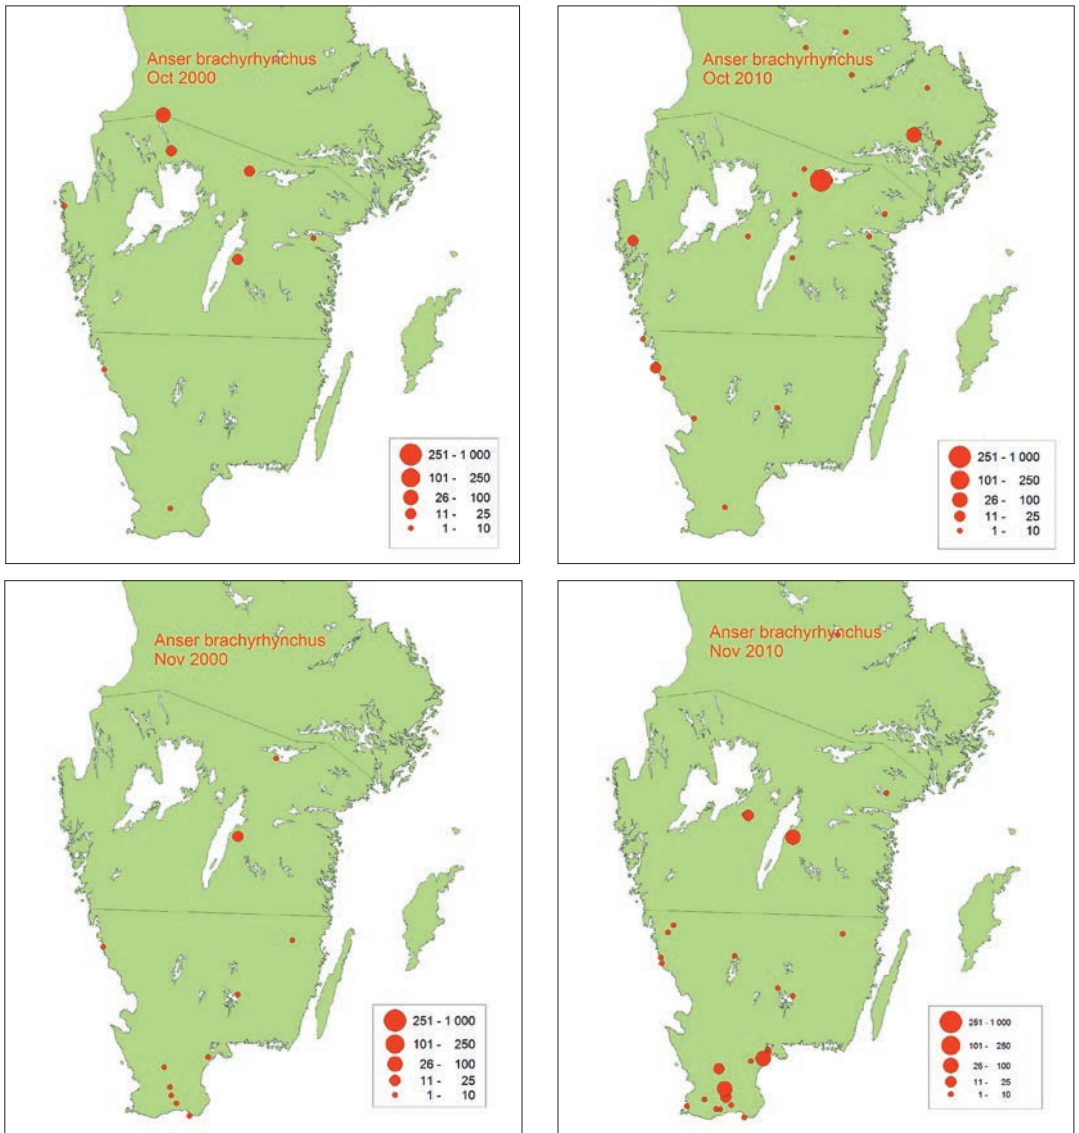 Anser brachyrhynchus
Oct 2000
251 - 1 000
101 - 250
26 - 100
11 - 25
1 - 10
Anser brachyrhynchus
Oct 2010
251 - 1 000
101 - 250
26 - 100
11 - 25
1 - 10
Anser brachyrhynchus
Nov 2000
251 - 1 000
101 - 250
26 - 100
11 - 25
1 - 10
Anser brachyrhynchus
Nov 2010
251 - 1 000
101 - 250
26 - 100
11 - 25
1 - 10